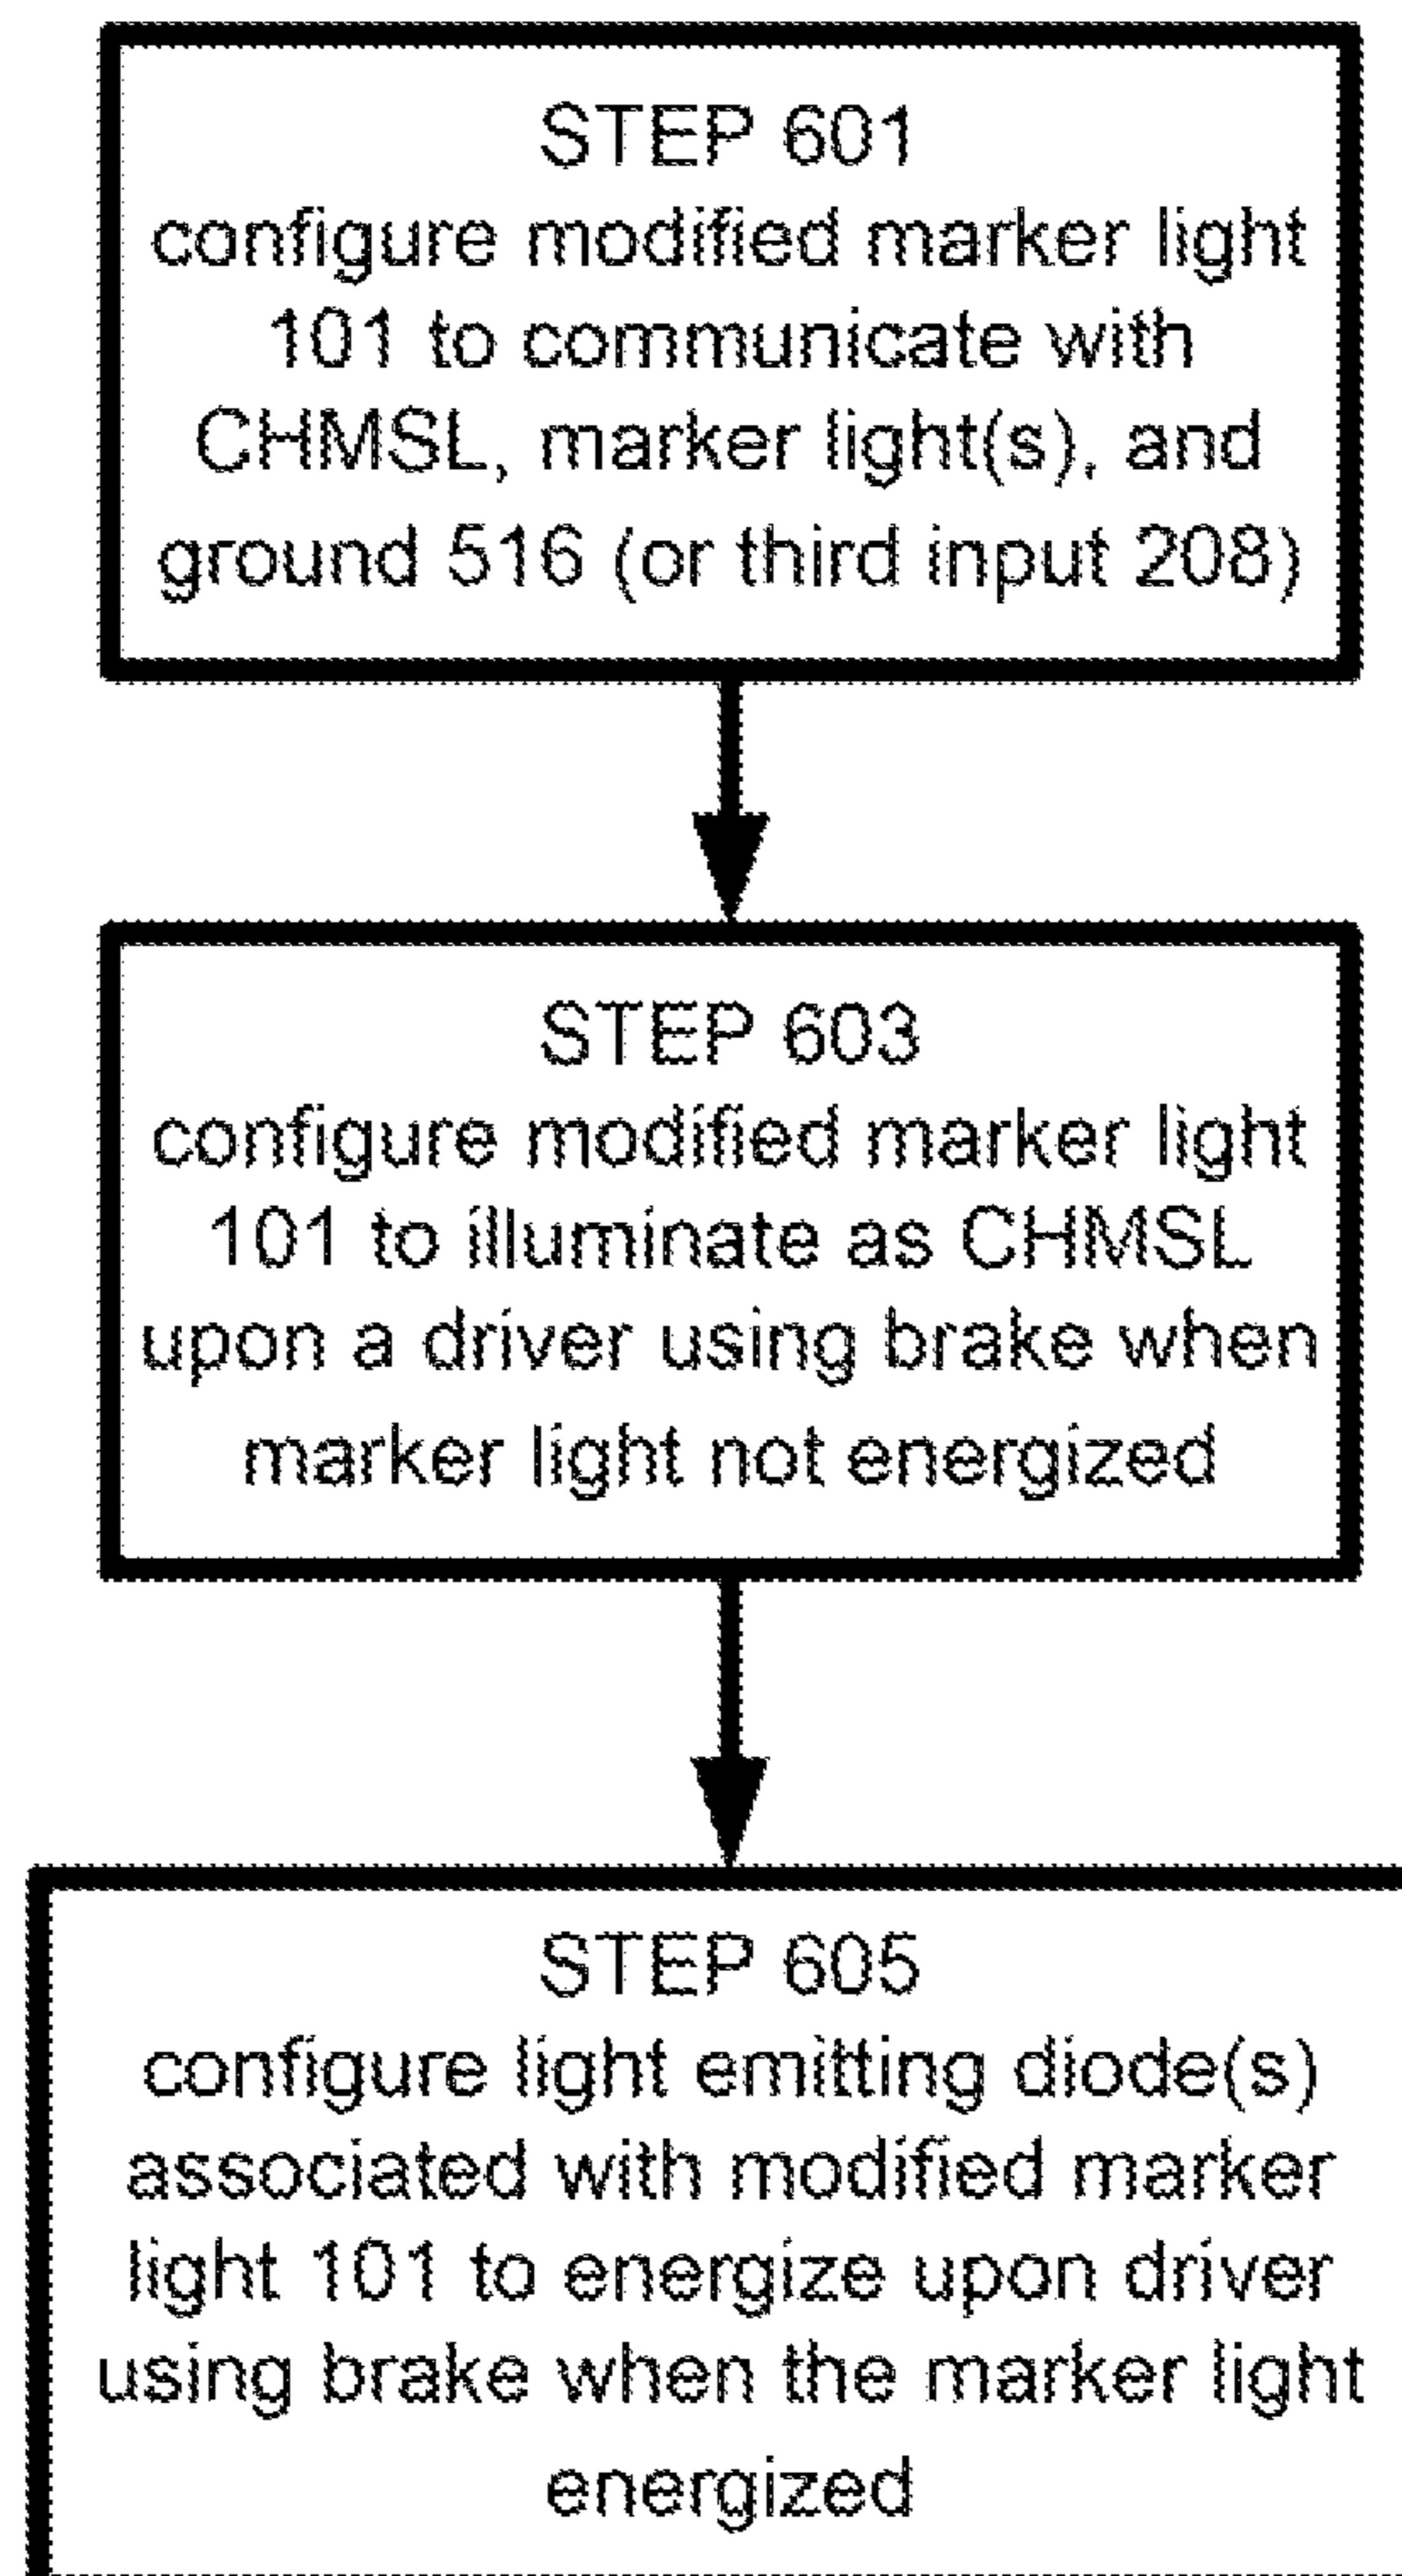 STEP 601
configure modified marker light
101 to communicate with
CHMSL, marker light(s), and
ground 516 (or third input 208)
STEP 603
configure modified marker light
101 to illuminate as CHMSL
upon a driver using brake when
marker light not energized
STEP 605
configure light emitting diode(s)
associated with modified marker
light 101 to energize upon driver
using brake when the marker light
energized